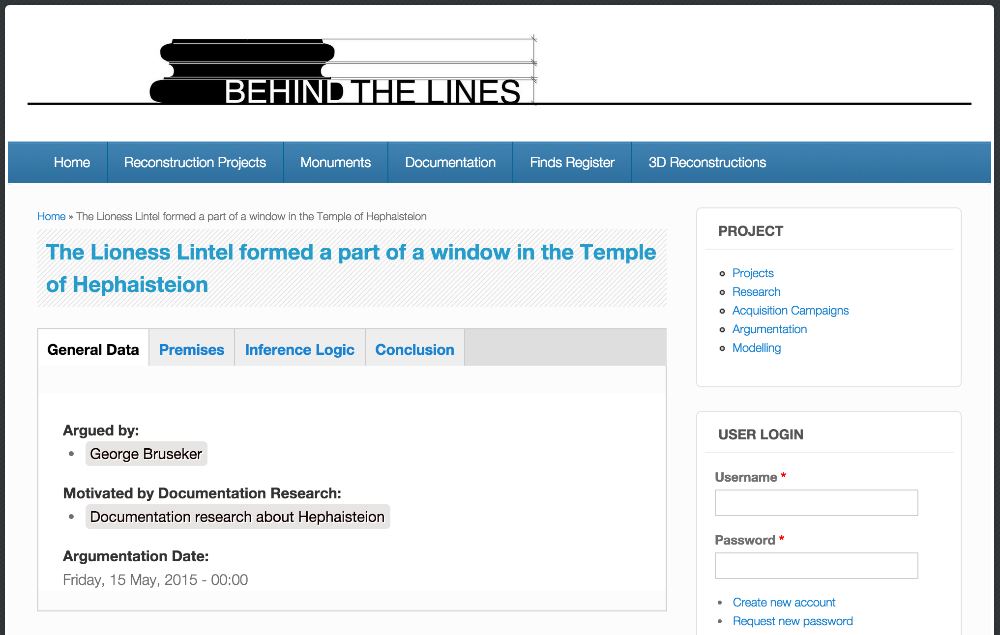 BEHIND THE LINES
Home
Reconstruction Projects
Monuments
Documentation
Finds Register
3D Reconstructions
Home » The Lioness Lintel formed a part of a window in the Temple of Hephaisteion
The Lioness Lintel formed a part of a window in the Temple
of Hephaisteion
General Data
Premises
Inference Logic
Conclusion
Argued by:
• George Bruseker
Motivated by Documentation Research:
• Documentation research about Hephaisteion
Argumentation Date:
Friday, 15 May, 2015 - 00:00
PROJECT
Projects
Research
Acquisition Campaigns
Argumentation
Modelling
USER LOGIN
Username *
Password *
• Create new account
• Request new password